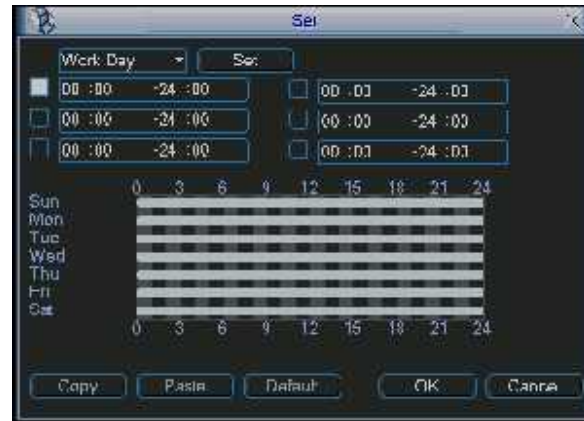 Set
Work Day Set
00 :00 -24 :00 00 :00 -24 :00
00 :00 -24 :00 00 :00 -24 :00
00 :00 -24 :00 00 :00 -24 :00
0 3 6 9 12 15 18 21 24
Sun
Mon
Tue
Wed
Thu
Fri
Sat
0 3 6 9 12 15 18 21 24
Copy Paste Default OK Cancel